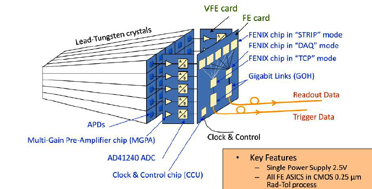 VFE card
FE card
Lead-Tungsten crystals
FENIX chip in "STRIP" mode
FENIX chip in "DAQ" mode
FENIX chip in "TCP" mode
Gigabit Links (GOH)
Readout Data
Trigger Data
APDs
Clock & Control
Multi-Gain Pre-Amplifier chip (MGPA)
AD41240 ADC
Clock & Control chip (CCU)
• Key Features
– Single Power Supply 2.5V
– All FE ASICS in CMOS 0.25 µm
Rad-Tol process